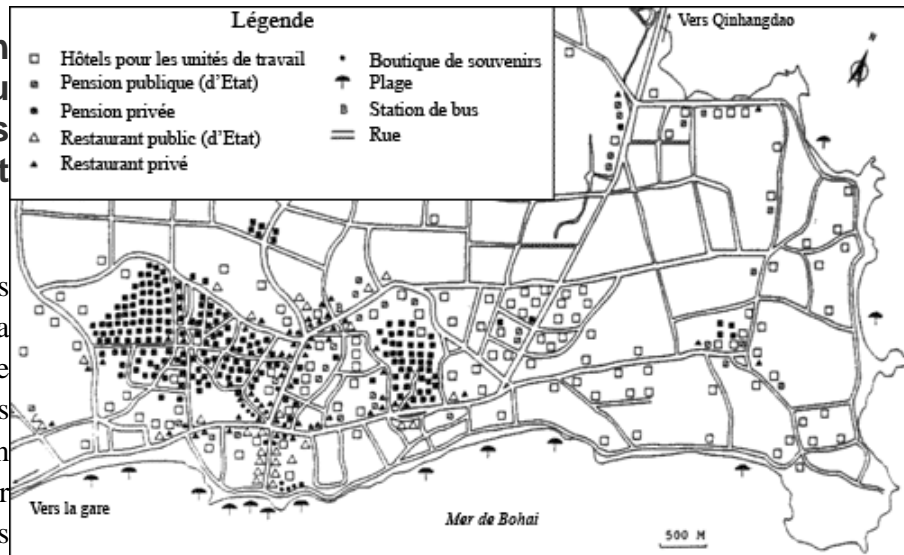 n
u
s
t
s
a
e
s
n
r
s
Légende
Hôtels pour les unités de travail
Pension publique (d'Etat)
Pension privée
Restaurant public (d'Etat)
Restaurant privé
Boutique de souvenirs
Plage
B Station de bus
Rue
Vers Qinhangdao
N
Vers la gare
Mer de Bohai
500 M